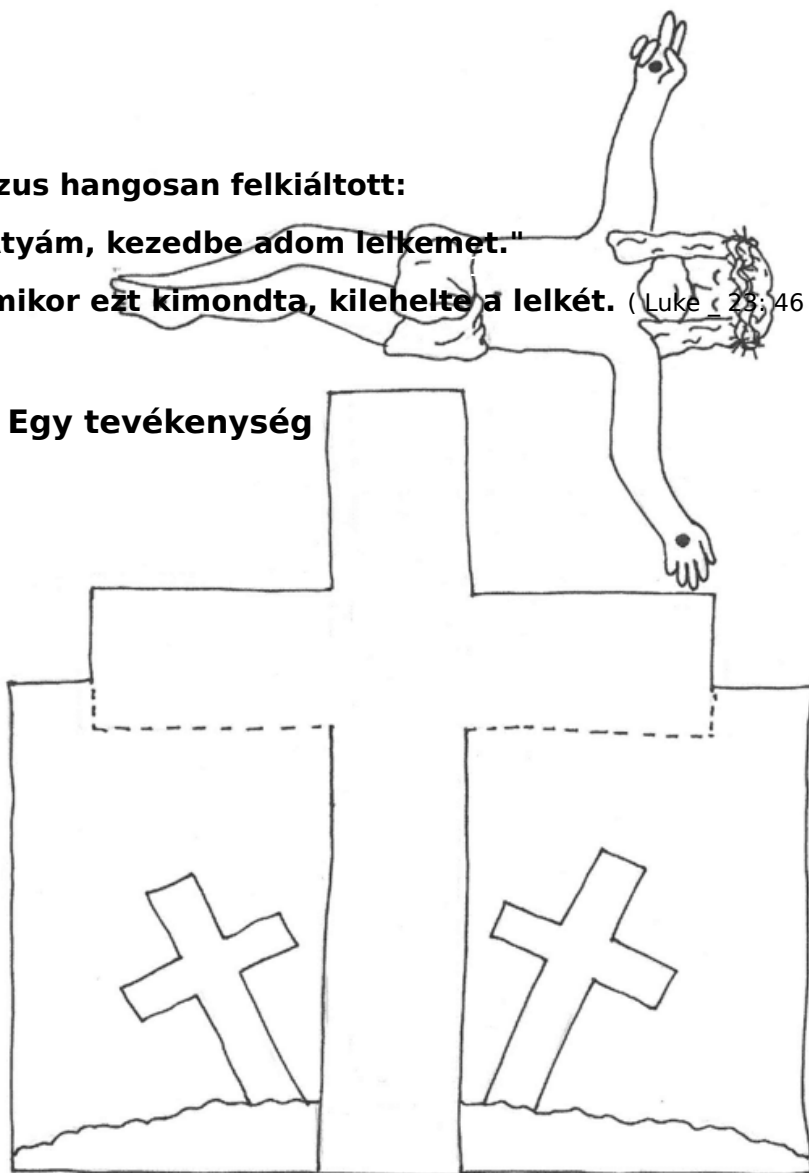 zus hangosan felkiáltott:
tyám, kezedbe adom lelkemet."
mikor ezt kimondta, kilehelte a lelkét. ( Luke _ 23: 46
Egy tevékenység